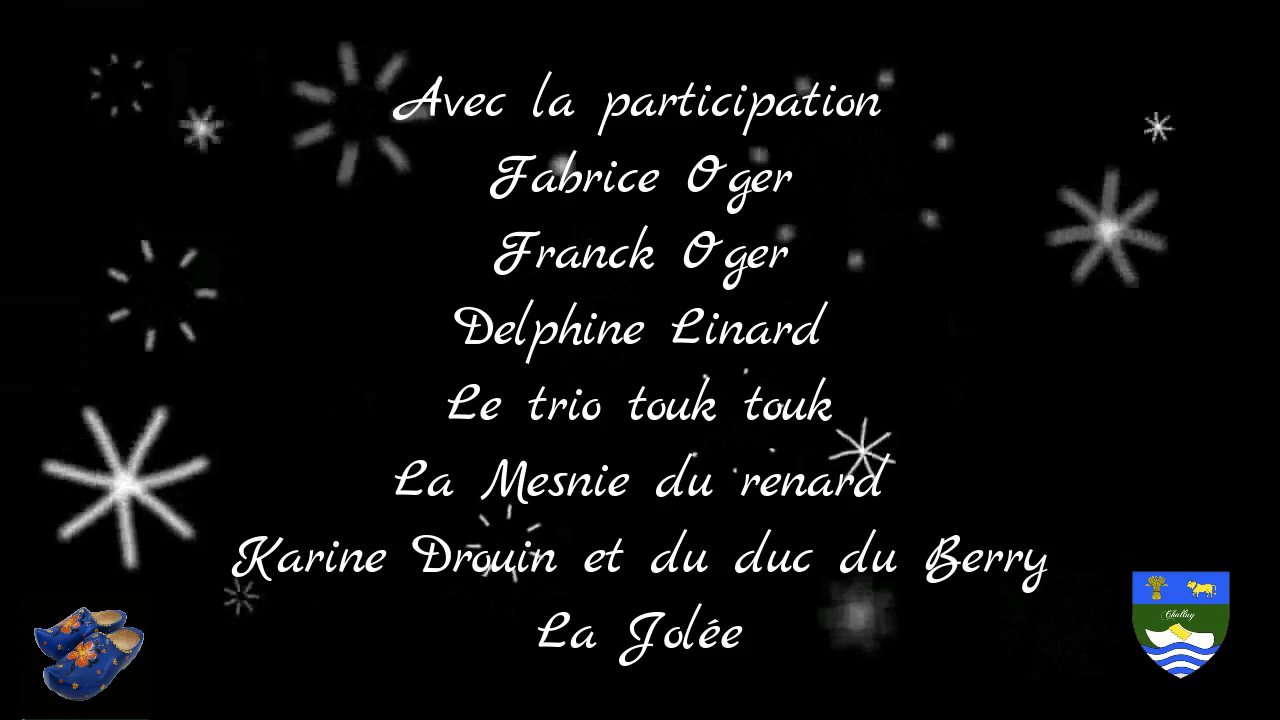 Avec la participation
Fabrice Oger
Franck Oger
Delphine Linard
Le trio touk touk
La Mesnie du renard
Karine Drouin et du duc du Berry
La Jolée
Challuy